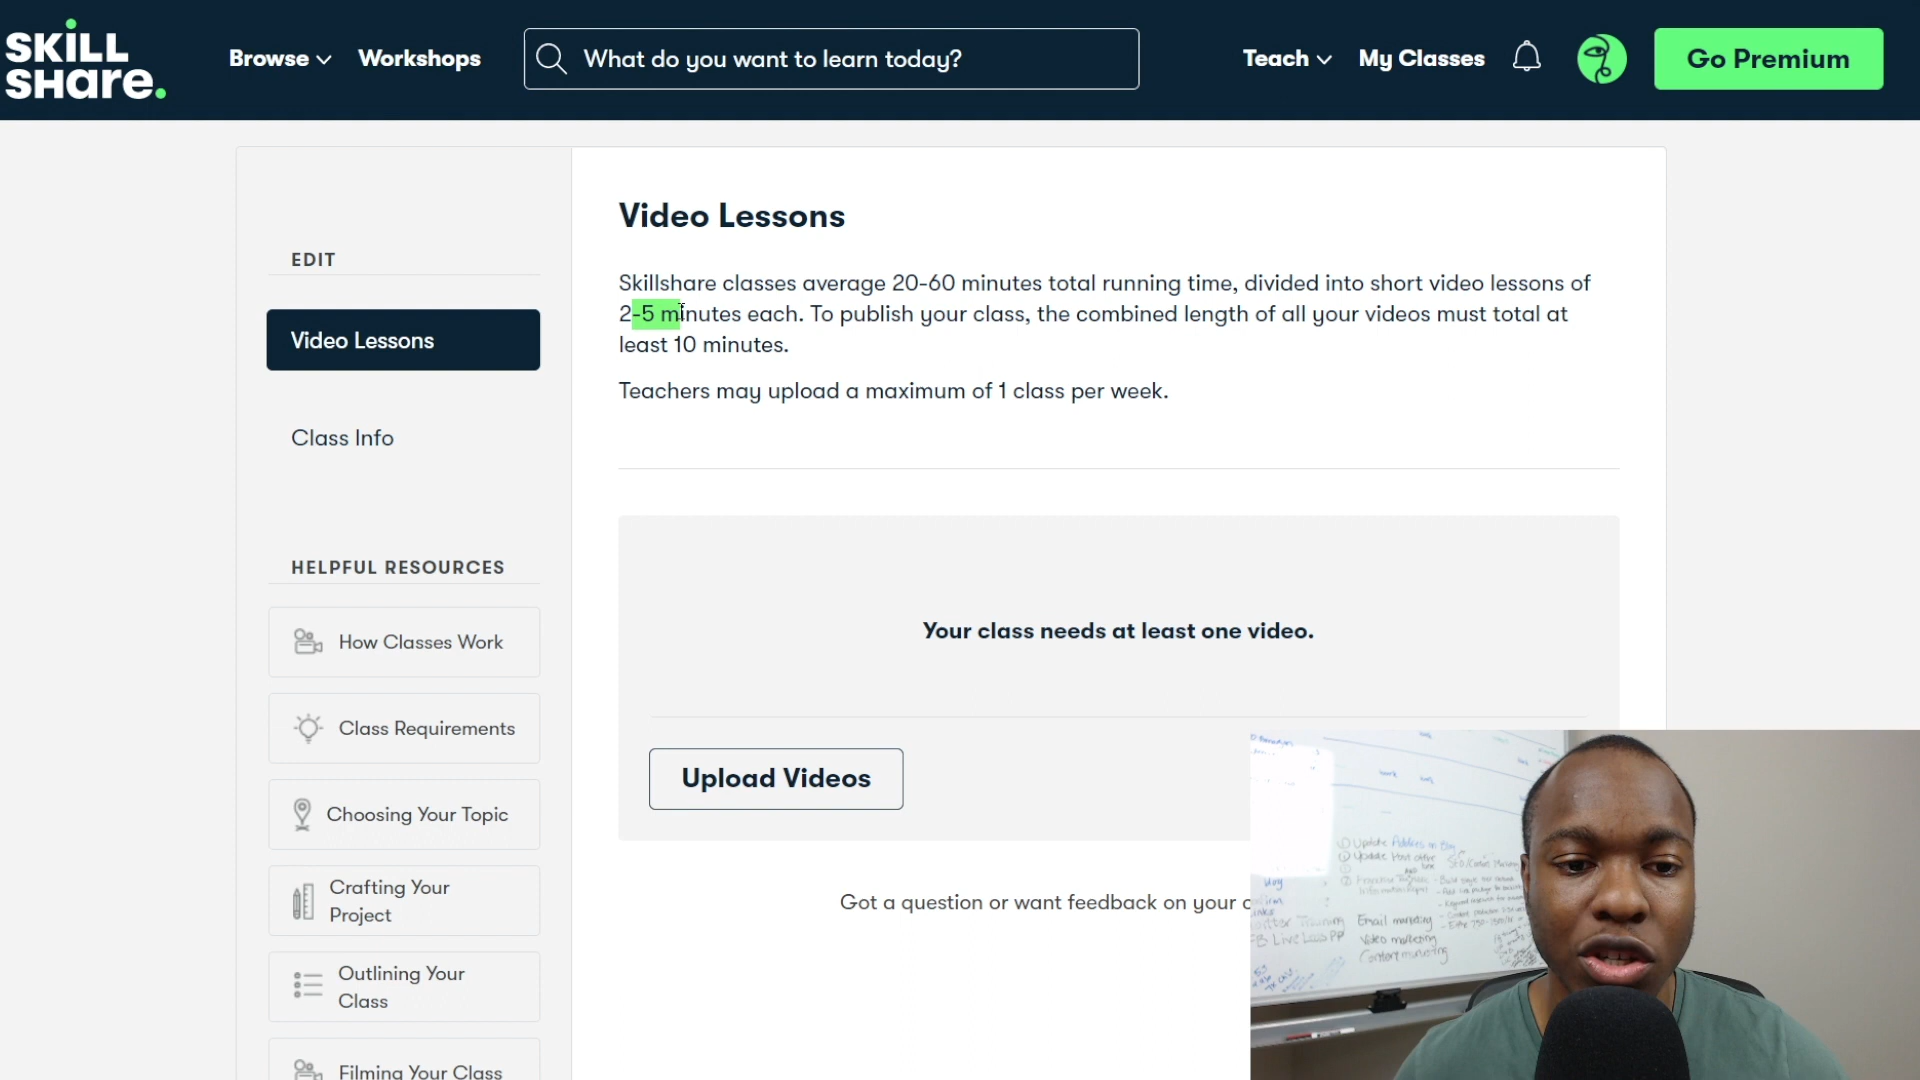 SKILL
SHARE.
Browse
Workshops
What do you want to learn today?
Teach
My Classes
Go Premium
EDIT
Video Lessons
Class Info
HELPFUL RESOURCES
How Classes Work
Class Requirements
Choosing Your Topic
Crafting Your
Project
Outlining Your
Class
Filming Your Class
Video Lessons
Skillshare classes average 20-60 minutes total running time, divided into short video lessons of
2-5 minutes each. To publish your class, the combined length of all your videos must total at
least 10 minutes.
Teachers may upload a maximum of 1 class per week.
Your class needs at least one video.
Upload Videos
Got a question or want feedback on your
Email marketing
Video marketing
Content marketing